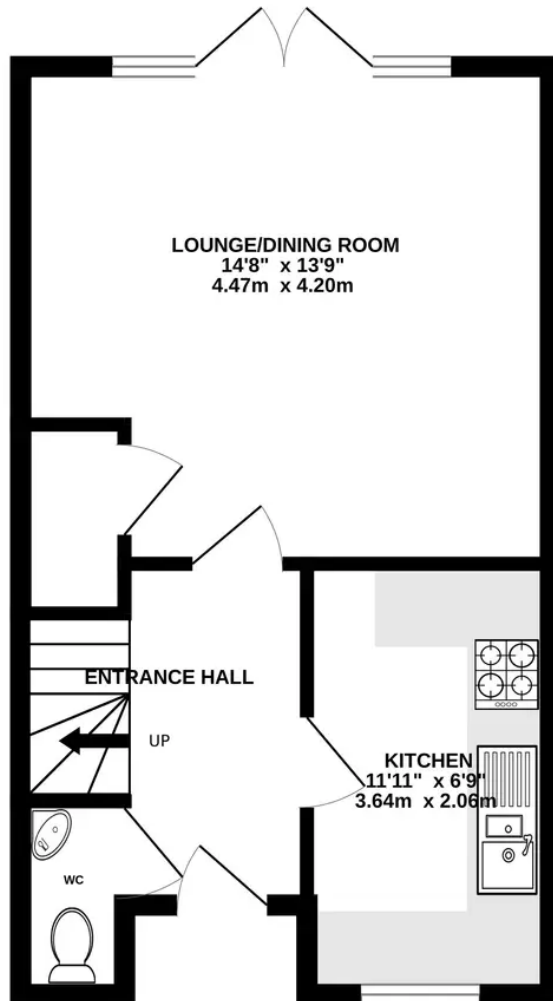 LOUNGE/DINING ROOM
14'8" x 13'9"
4.47m x 4.20m
ENTRANCE HALL
UP
KITCHEN
11'11" x 6'9"
3.64m x 2.06m
WC